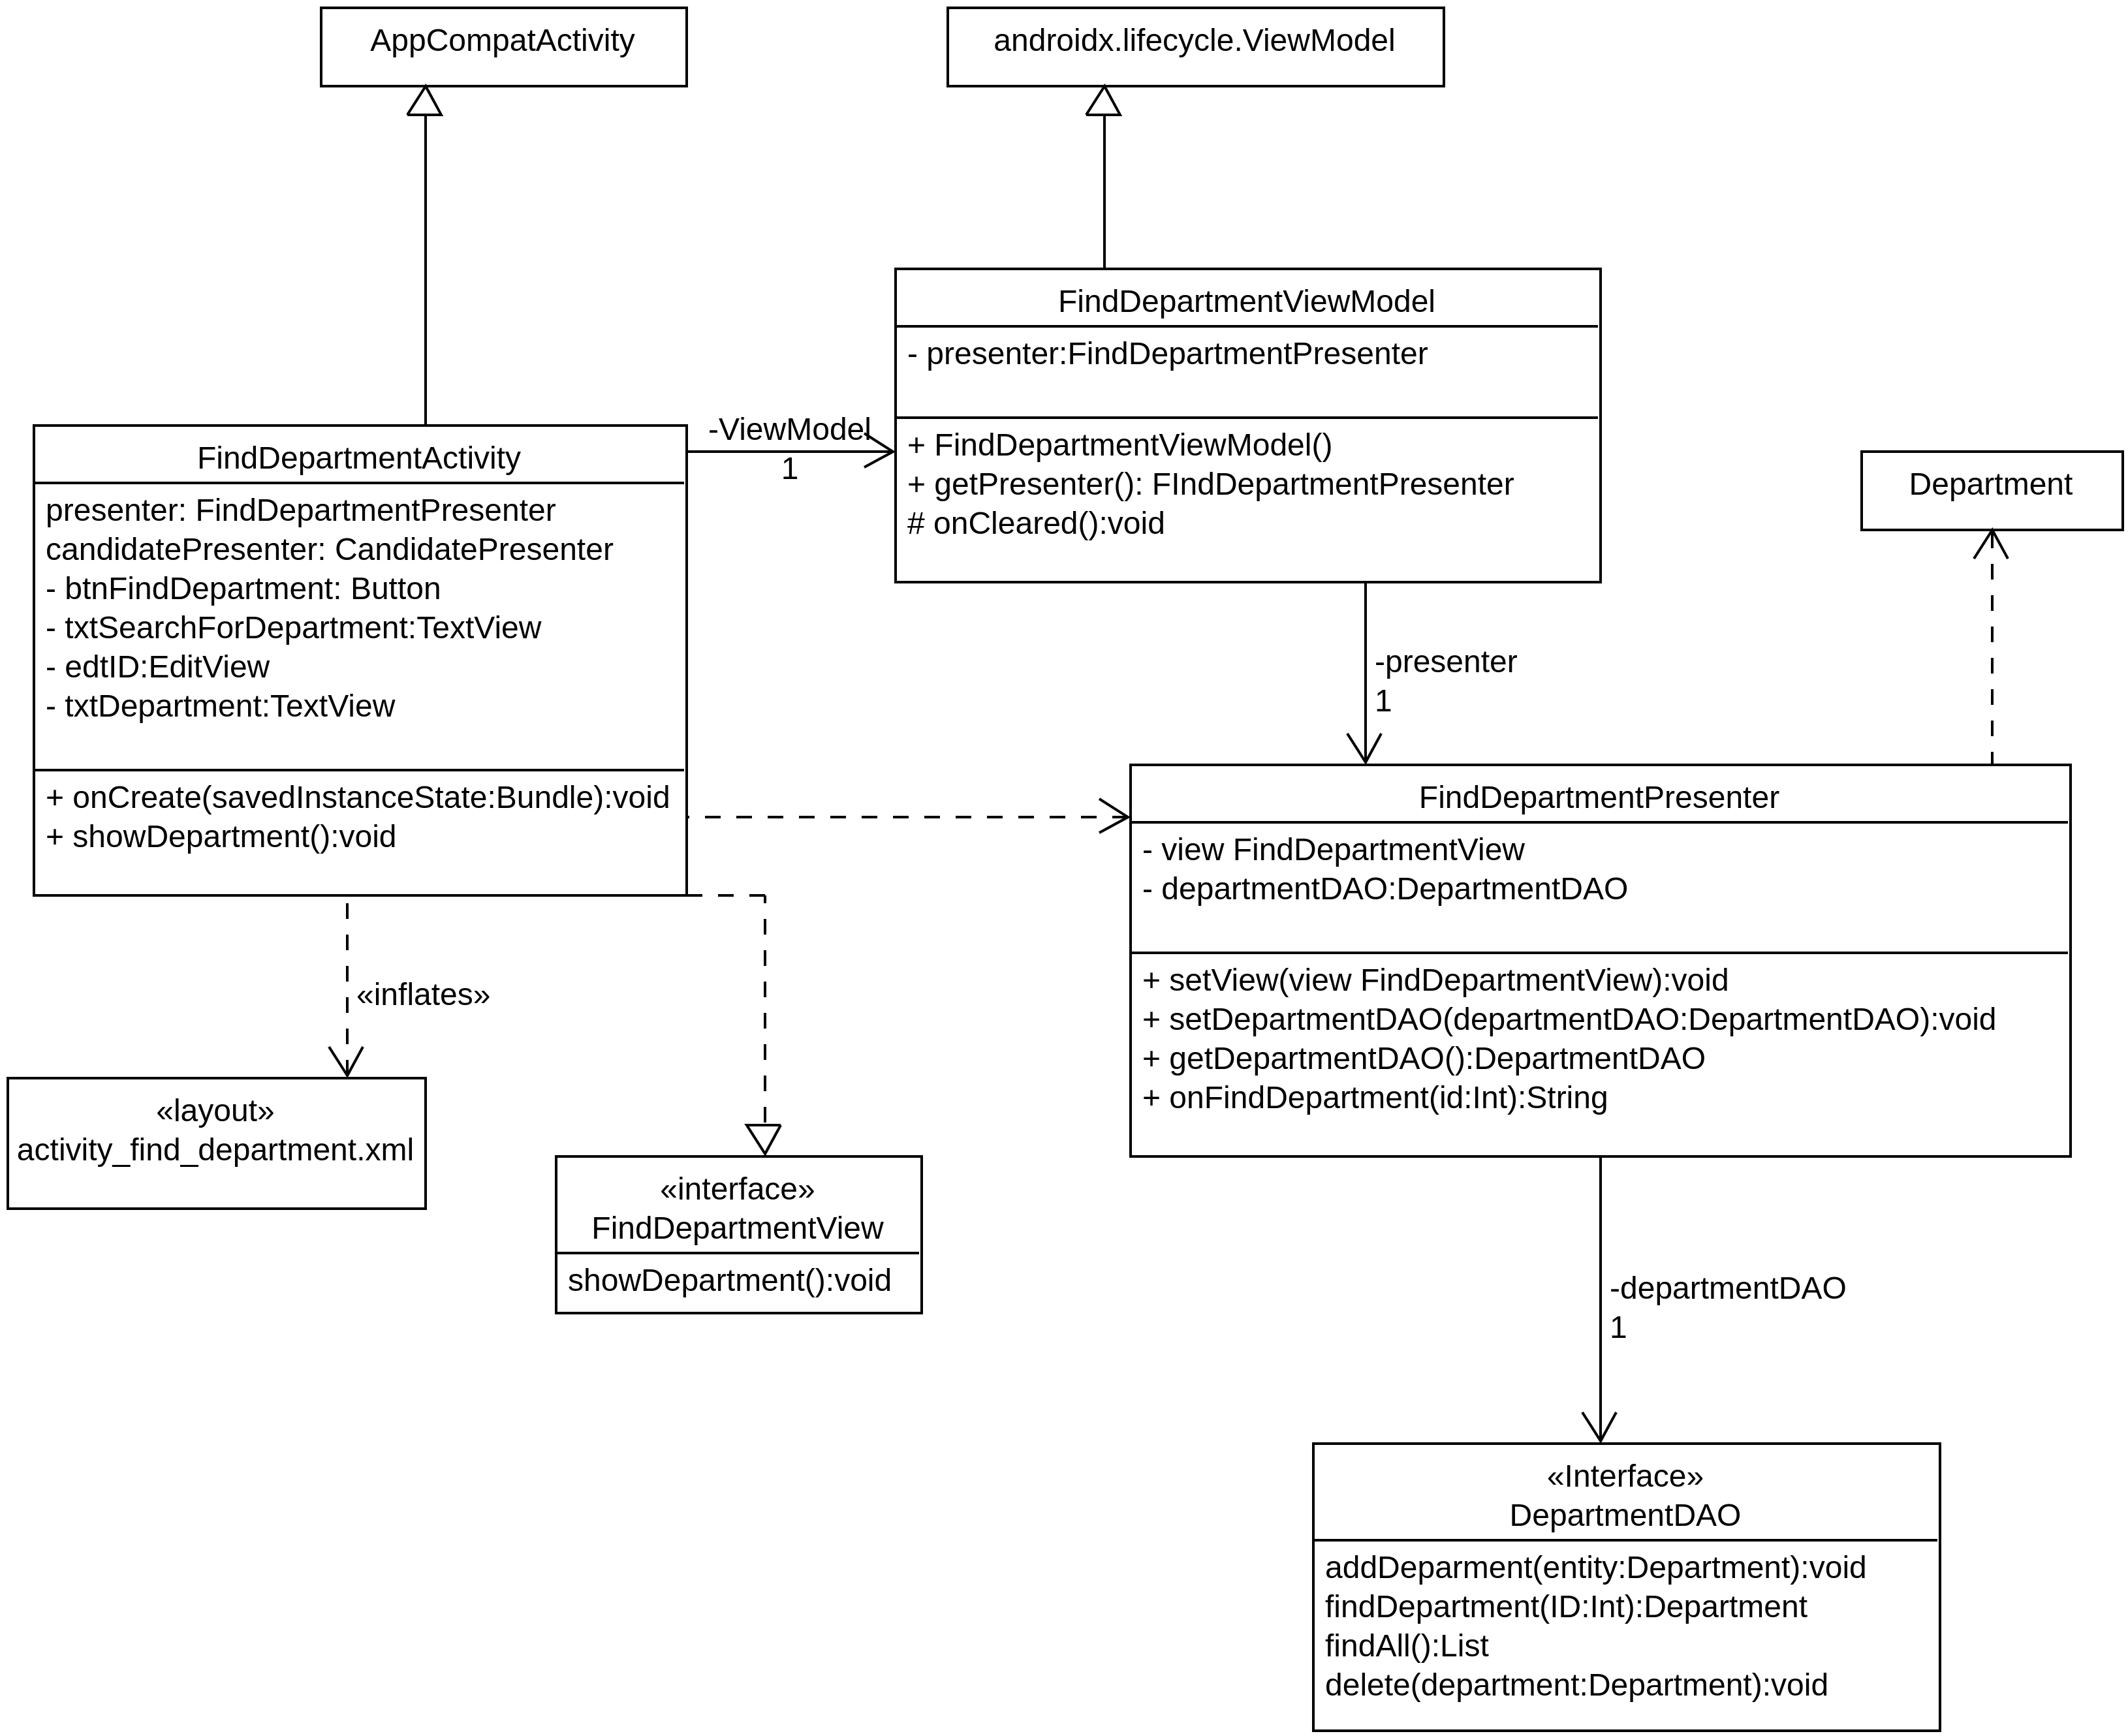 AppCompatActivity
androidx.lifecycle.ViewModel
FindDepartmentViewModel
- presenter:FindDepartmentPresenter
+ FindDepartmentViewModel()
+ getPresenter(): FIndDepartmentPresenter
# onCleared():void
-ViewModel
1
FindDepartmentActivity
presenter: FindDepartmentPresenter
candidatePresenter: CandidatePresenter
- btnFindDepartment: Button
- txtSearchForDepartment:TextView
- edtID:EditView
- txtDepartment:TextView
+ onCreate(savedInstanceState:Bundle):void
+ showDepartment():void
Department
-presenter
1
FindDepartmentPresenter
- view FindDepartmentView
- departmentDAO:DepartmentDAO
+ setView(view FindDepartmentView):void
+ setDepartmentDAO(departmentDAO:DepartmentDAO):void
+ getDepartmentDAO():DepartmentDAO
+ onFindDepartment(id:Int):String
«inflates»
«layout»
activity_find_department.xml
«interface»
FindDepartmentView
showDepartment():void
-departmentDAO
1
«Interface»
DepartmentDAO
addDeparment(entity:Department):void
findDepartment(ID:Int):Department
findAll():List
delete(department:Department):void